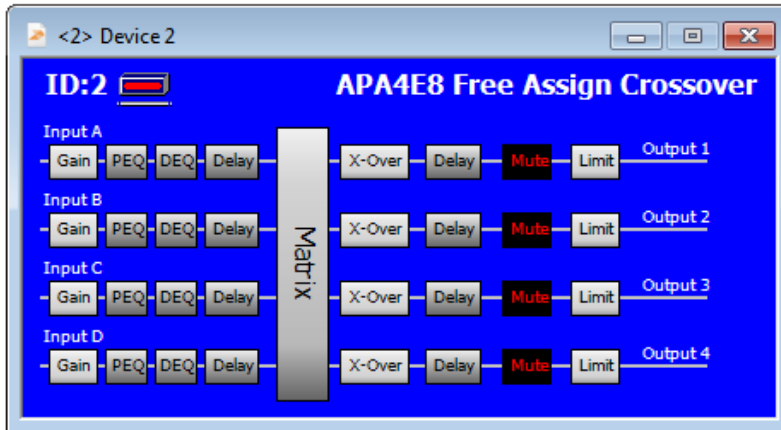 <2> Device 2
ID:2 APA4E8 Free Assign Crossover
Input A
Gain PEQ DEQ Delay X-Over Delay Mute Limit Output 1
Input B
Gain PEQ DEQ Delay X-Over Delay Mute Limit Output 2
Matrix
Input C
Gain PEQ DEQ Delay X-Over Delay Mute Limit Output 3
Input D
Gain PEQ DEQ Delay X-Over Delay Mute Limit Output 4